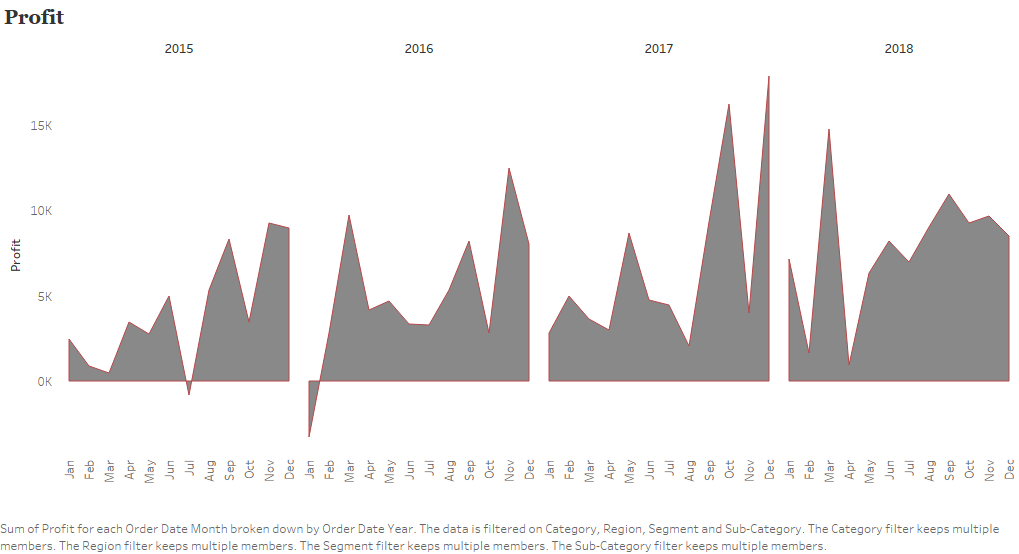 Profit
2015 2016 2017 2018
15K
10K
5K
0K
Profit
Jan Feb Mar Apr May Jun Jul Aug Sep Oct Nov Dec Jan Feb Mar Apr May Jun Jul Aug Sep Oct Nov Dec Jan Feb Mar Apr May Jun Jul Aug Sep Oct Nov Dec Jan Feb Mar Apr May Jun Jul Aug Sep Oct Nov Dec
Sum of Profit for each Order Date Month broken down by Order Date Year. The data is filtered on Category, Region, Segment and Sub-Category. The Category filter keeps multiple
members. The Region filter keeps multiple members. The Segment filter keeps multiple members. The Sub-Category filter keeps multiple members.